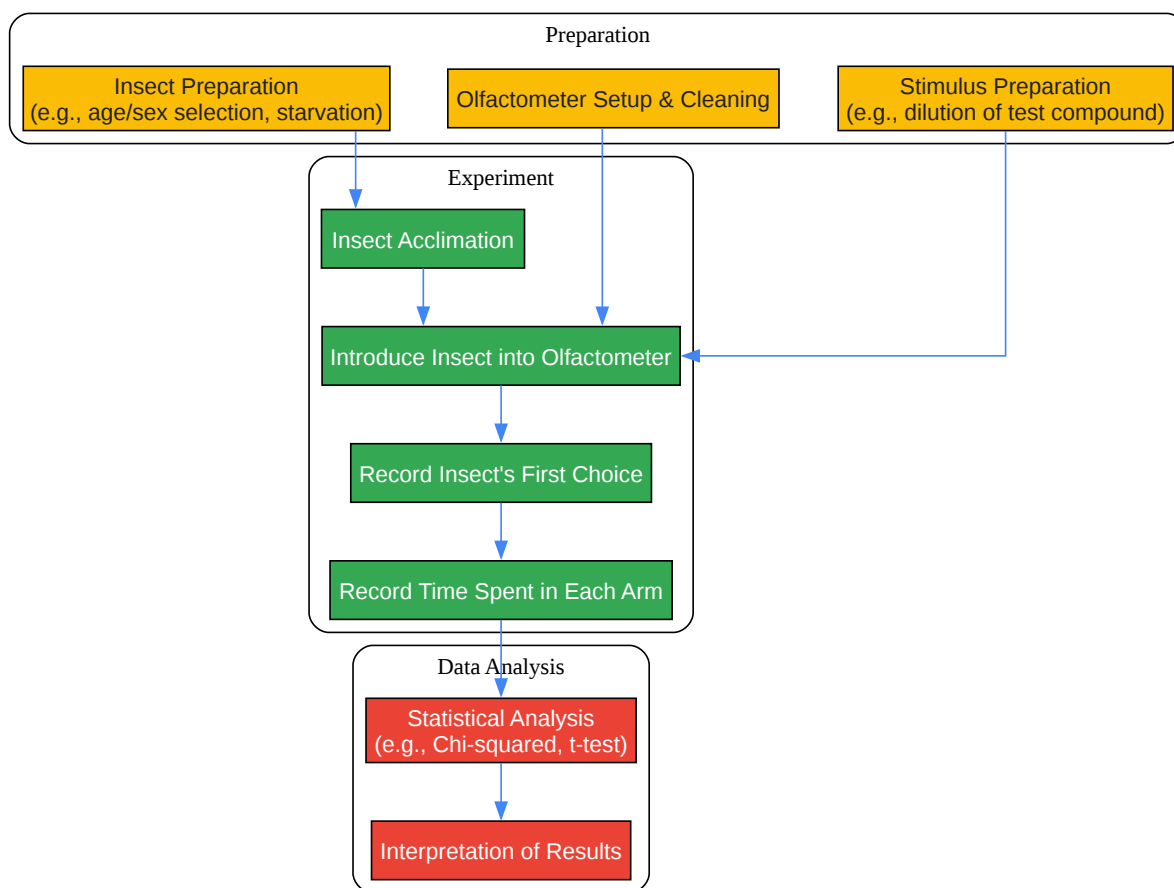 Preparation
Insect Preparation
(e.g., age/sex selection, starvation)
Olfactometer Setup & Cleaning
Stimulus Preparation
(e.g., dilution of test compound)
Experiment
Insect Acclimation
Introduce Insect into Olfactometer
Record Insect's First Choice
Record Time Spent in Each Arm
Data Analysis
Statistical Analysis
(e.g., Chi-squared, t-test)
Interpretation of Results